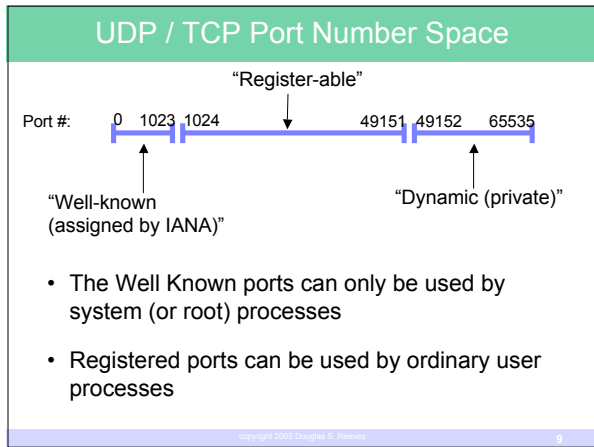 UDP / TCP Port Number Space
“Register-able”
Port #: 0 1023 1024 49151 49152 65535
“Well-known
(assigned by IANA)”
“Dynamic (private)”
• The Well Known ports can only be used by
system (or root) processes
• Registered ports can be used by ordinary user
processes
copyright 2005 Douglas S. Reeves
9